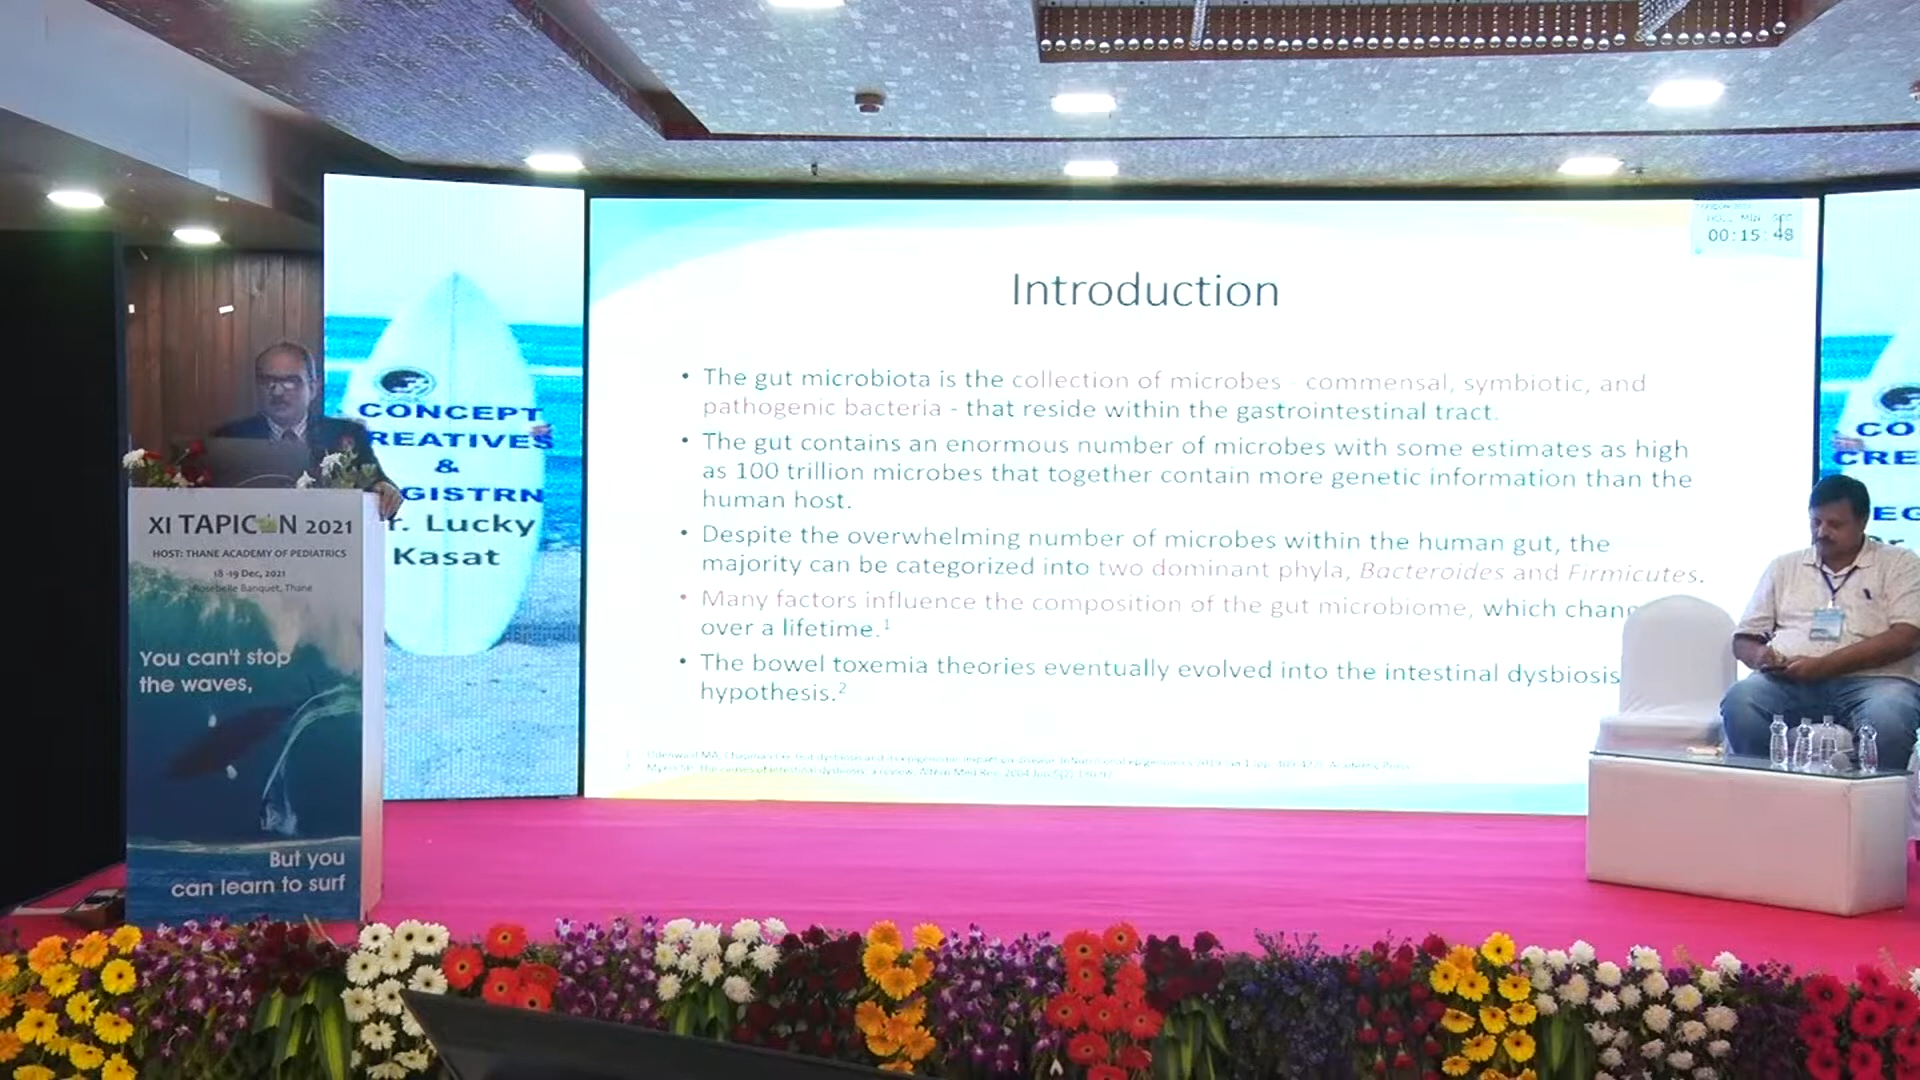 00:15:48
Introduction
• The gut microbiota is the collection of microbes - commensal, symbiotic, and
pathogenic bacteria - that reside within the gastrointestinal tract.
• The gut contains an enormous number of microbes with some estimates as high
as 100 trillion microbes that together contain more genetic information than the
human host.
• Despite the overwhelming number of microbes within the human gut, the
majority can be categorized into two dominant phyla, Bacteroides and Firmicutes.
• Many factors influence the composition of the gut microbiome, which chang
over a lifetime.1
• The bowel toxemia theories eventually evolved into the intestinal dysbiosis
hypothesis.2
CONCEPT
REATIVES
&
GISTRN
r. Lucky
Kasat
XI TAPICON 2021
HOST: THANE ACADEMY OF PEDIATRICS
18-19 Dec, 2021
Rosebelle Banquet, Thane
You can't stop
the waves,
But you
can learn to surf
CO
CRE
EG
Dr